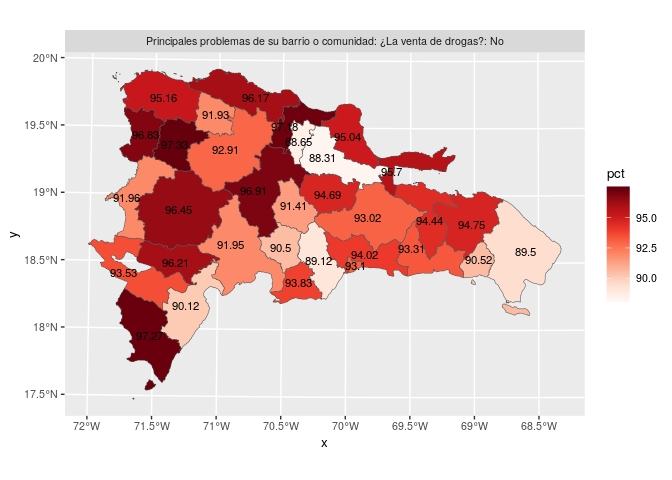 Principales problemas de su barrio o comunidad: ¿La venta de drogas?: No
20°N
19.5°N
19°N
18.5°N
18°N
17.5°N
y
95.16
96.17
91.93
96.83
97.33
97.18
88.65
95.04
92.91
88.31
95.7
91.96
96.91
94.69
96.45
91.41
93.02
94.44
94.75
91.95
90.5
93.31
89.5
94.02
89.12
93.1
90.52
93.53
96.21
93.83
90.12
97.27
pct
95.0
92.5
90.0
72°W
71.5°W
71°W
70.5°W
70°W
69.5°W
69°W
68.5°W
x